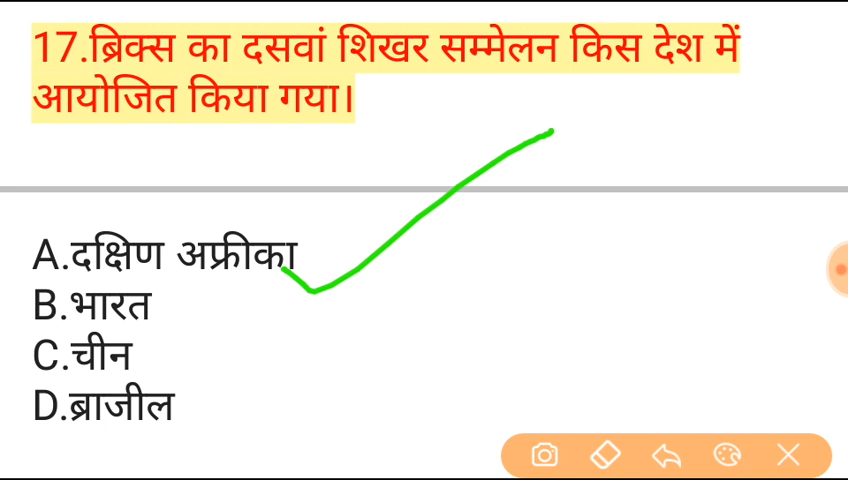 17.ब्रिक्स का दसवां शिखर सम्मेलन किस देश में
आयोजित किया गया।
A.दक्षिण अफ्रीका
B.भारत
C.चीन
D.ब्राजील